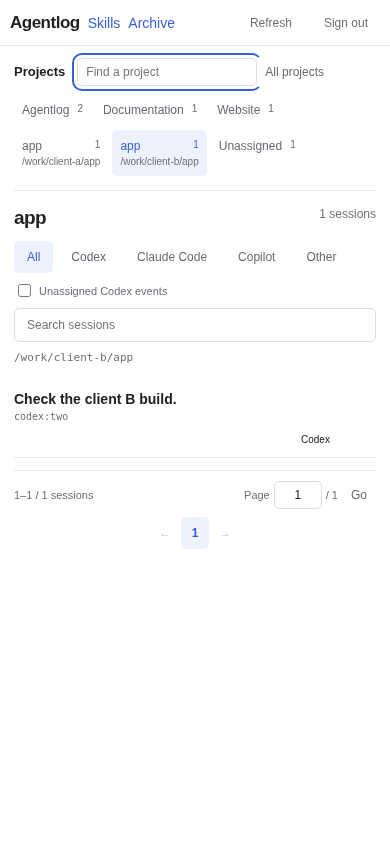 Agentlog Skills Archive Refresh Sign out
Projects Find a project All projects
Agentlog 2 Documentation 1 Website 1
app 1 app 1 Unassigned 1
/work/client-a/app /work/client-b/app
app 1 sessions
All Codex Claude Code Copilot Other
Unassigned Codex events
Search sessions
/work/client-b/app
Check the client B build.
codex:two
Codex
1–1 / 1 sessions Page 1 / 1 Go
← 1 →